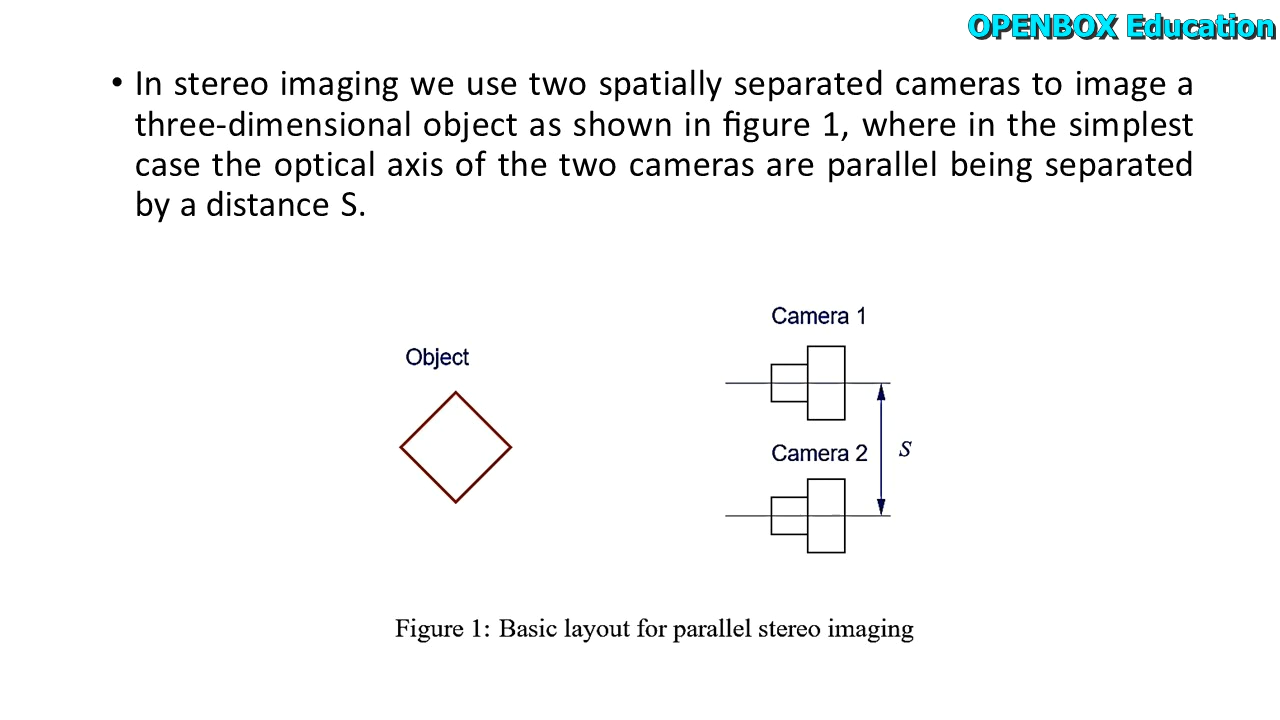 OPENBOX Education
• In stereo imaging we use two spatially separated cameras to image a
three-dimensional object as shown in figure 1, where in the simplest
case the optical axis of the two cameras are parallel being separated
by a distance S.
Camera 1
Object
Camera 2
S
Figure 1: Basic layout for parallel stereo imaging